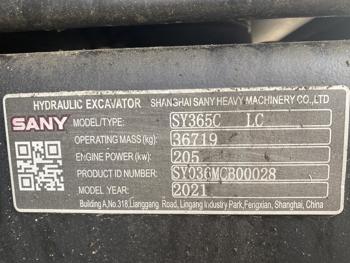 HYDRAULIC EXCAVATOR SHANGHAI SANY HEAVY MACHINERY CO.,LTD
SANY MODEL/TYPE: SY365C LC
OPERATING MASS (kg): 36719
ENGINE POWER (kw): 205
PRODUCT ID NUMBER: SY036MCB00028
MODEL YEAR: 2021
Building A,No.318,Lianggang Road, Lingang Industry Park,Fengxian, Shanghai, China